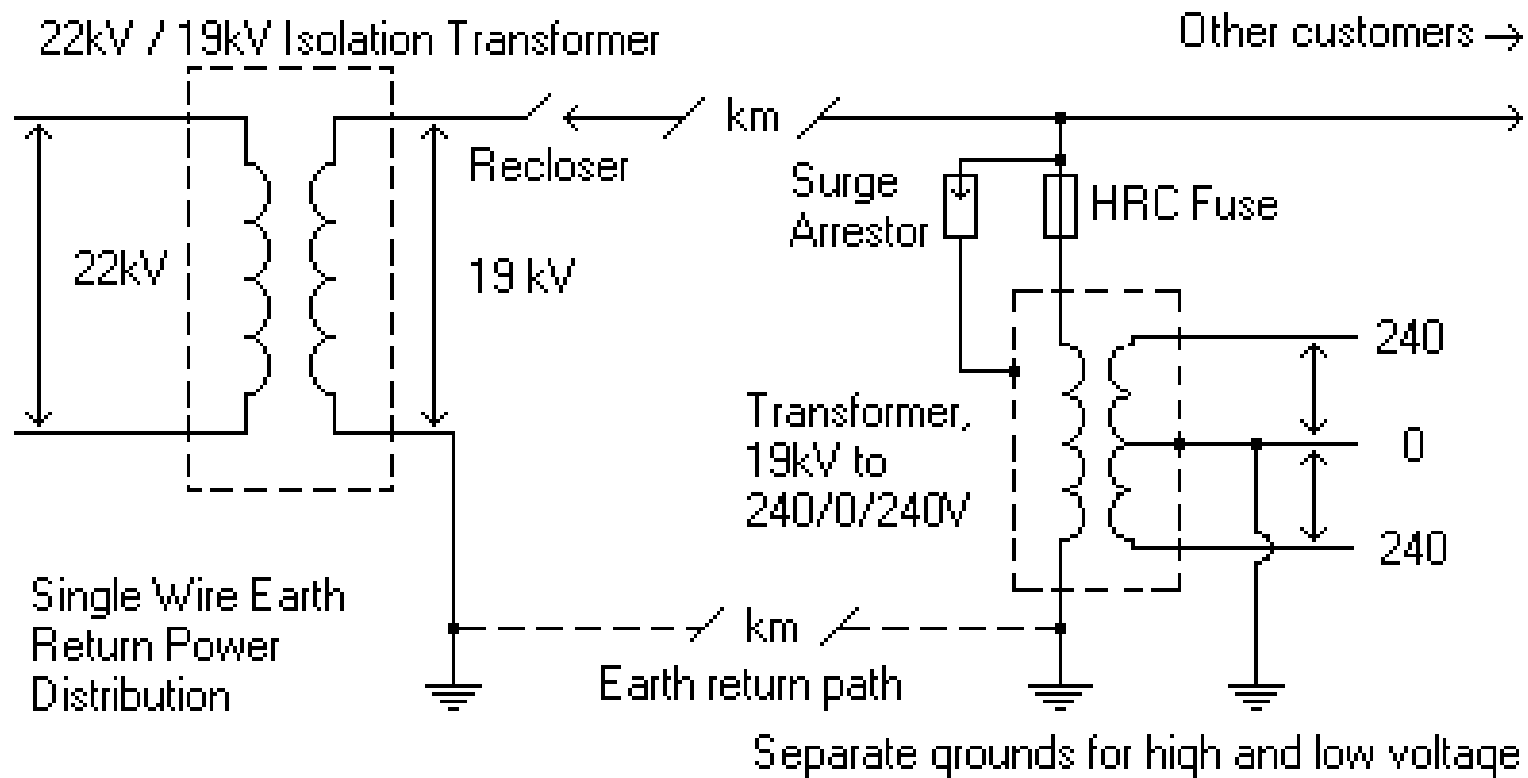 22kV / 19kV Isolation Transformer
Other customers
km
Recloser
Surge
Arrestor
HRC Fuse
22kV
19 kV
240
0
240
Transformer,
19kV to
240/0/240V
Single Wire Earth
Return Power
Distribution
km
Earth return path
Separate grounds for high and low voltage